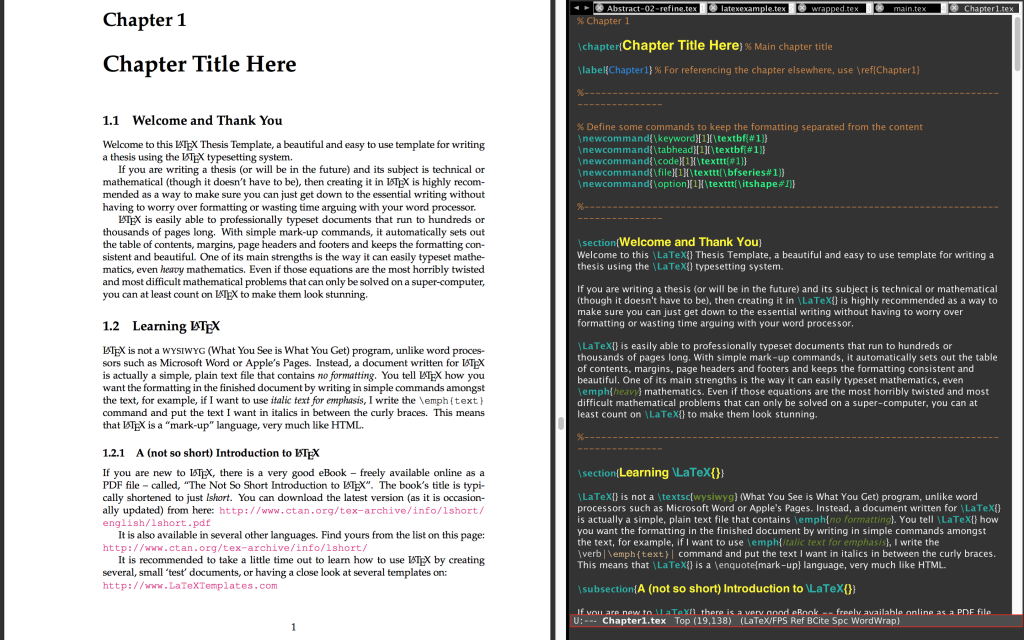 Chapter 1
Chapter Title Here
1.1 Welcome and Thank You
Welcome to this LATEX Thesis Template, a beautiful and easy to use template for writing
a thesis using the LATEX typesetting system.
If you are writing a thesis (or will be in the future) and its subject is technical or
mathematical (though it doesn't have to be), then creating it in LATEX is highly recom-
mended as a way to make sure you can just get down to the essential writing without
having to worry over formatting or wasting time arguing with your word processor.
LATEX is easily able to professionally typeset documents that run to hundreds or
thousands of pages long. With simple mark-up commands, it automatically sets out
the table of contents, margins, page headers and footers and keeps the formatting con-
sistent and beautiful. One of its main strengths is the way it can easily typeset mathe-
matics, even heavy mathematics. Even if those equations are the most horribly twisted
and most difficult mathematical problems that can only be solved on a super-computer,
you can at least count on LATEX to make them look stunning.
1.2 Learning LATEX
LATEX is not a WYSIWYG (What You See is What You Get) program, unlike word proces-
sors such as Microsoft Word or Apple's Pages. Instead, a document written for LATEX
is actually a simple, plain text file that contains no formatting. You tell LATEX how you
want the formatting in the finished document by writing in simple commands amongst
the text, for example, if I want to use italic text for emphasis, I write the \emph{text}
command and put the text I want in italics in between the curly braces. This means
that LATEX is a “mark-up” language, very much like HTML.
1.2.1 A (not so short) Introduction to LATEX
If you are new to LATEX, there is a very good eBook – freely available online as a
PDF file – called, “The Not So Short Introduction to LATEX”. The book's title is typi-
cally shortened to just lshort. You can download the latest version (as it is occasion-
ally updated) from here: http://www.ctan.org/tex-archive/info/lshort/
english/lshort.pdf
It is also available in several other languages. Find yours from the list on this page:
http://www.ctan.org/tex-archive/info/lshort/
It is recommended to take a little time out to learn how to use LATEX by creating
several, small ‘test’ documents, or having a close look at several templates on:
http://www.LaTeXTemplates.com
1
Abstract-02-refine.tex latexexample.tex wrapped.tex main.tex Chapter1.tex
% Chapter 1
\chapter{Chapter Title Here} % Main chapter title
\label{Chapter1} % For referencing the chapter elsewhere, use \ref{Chapter1}
%----------------------------------------------------------------------
--------------
% Define some commands to keep the formatting separated from the content
\newcommand{\keyword}[1]{\textbf{#1}}
\newcommand{\tabhead}[1]{\textbf{#1}}
\newcommand{\code}[1]{\texttt{#1}}
\newcommand{\file}[1]{\texttt{\bfseries#1}}
\newcommand{\option}[1]{\texttt{\itshape#1}}
%----------------------------------------------------------------------
--------------
\section{Welcome and Thank You}
Welcome to this \LaTeX{} Thesis Template, a beautiful and easy to use template for writing a
thesis using the \LaTeX{} typesetting system.
If you are writing a thesis (or will be in the future) and its subject is technical or mathematical
(though it doesn't have to be), then creating it in \LaTeX{} is highly recommended as a way to
make sure you can just get down to the essential writing without having to worry over
formatting or wasting time arguing with your word processor.
\LaTeX{} is easily able to professionally typeset documents that run to hundreds or
thousands of pages long. With simple mark-up commands, it automatically sets out the table
of contents, margins, page headers and footers and keeps the formatting consistent and
beautiful. One of its main strengths is the way it can easily typeset mathematics, even
\emph{heavy} mathematics. Even if those equations are the most horribly twisted and most
difficult mathematical problems that can only be solved on a super-computer, you can at
least count on \LaTeX{} to make them look stunning.
%----------------------------------------------------------------------
--------------
\section{Learning \LaTeX{}}
\LaTeX{} is not a \textsc{wysiwyg} (What You See is What You Get) program, unlike word
processors such as Microsoft Word or Apple's Pages. Instead, a document written for \LaTeX{}
is actually a simple, plain text file that contains \emph{no formatting}. You tell \LaTeX{} how
you want the formatting in the finished document by writing in simple commands amongst
the text, for example, if I want to use \emph{italic text for emphasis}, I write the
\verb|\emph{text}| command and put the text I want in italics in between the curly braces.
This means that \LaTeX{} is a \enquote{mark-up} language, very much like HTML.
\subsection{A (not so short) Introduction to \LaTeX{}}
If you are new to \LaTeX{}, there is a very good eBook -- freely available online as a PDF file
U:--- Chapter1.tex Top (19,138) (LaTeX/FPS Ref BCite Spc WordWrap)